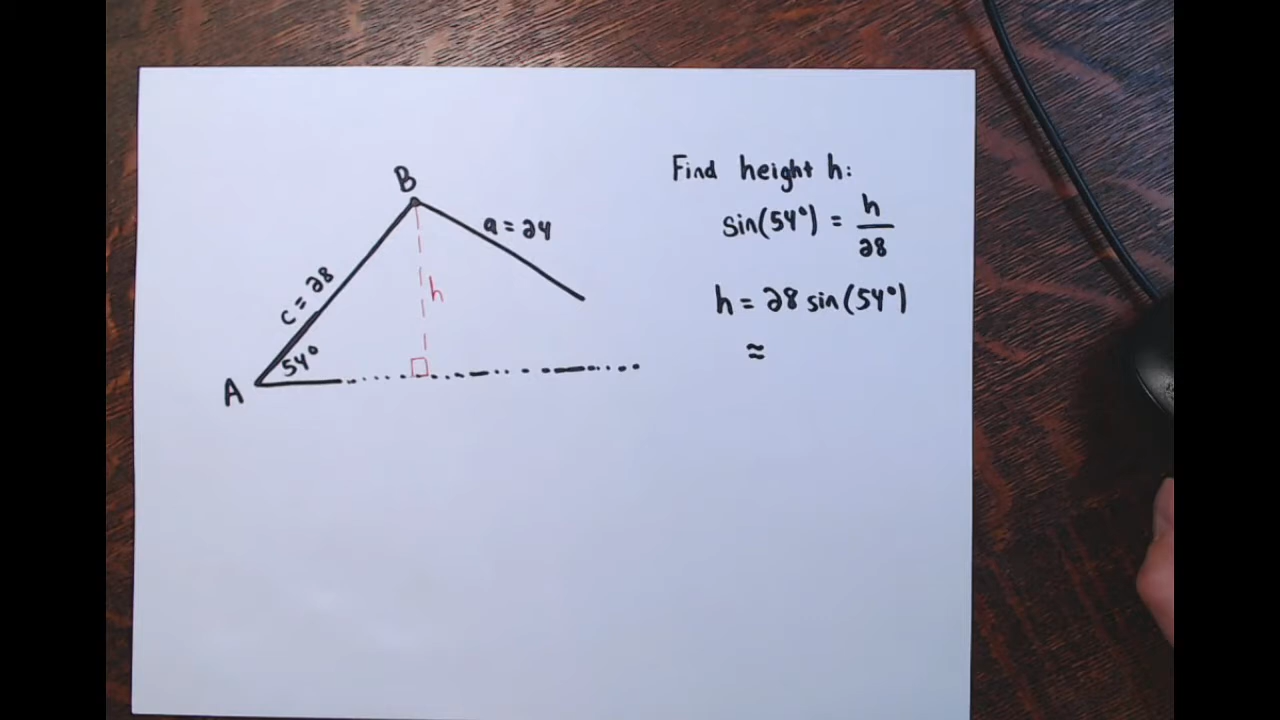 B
a = 24
c = 28
h
54°
A
Find height h:
sin(54°) = h/28
h = 28 sin(54°)
≈